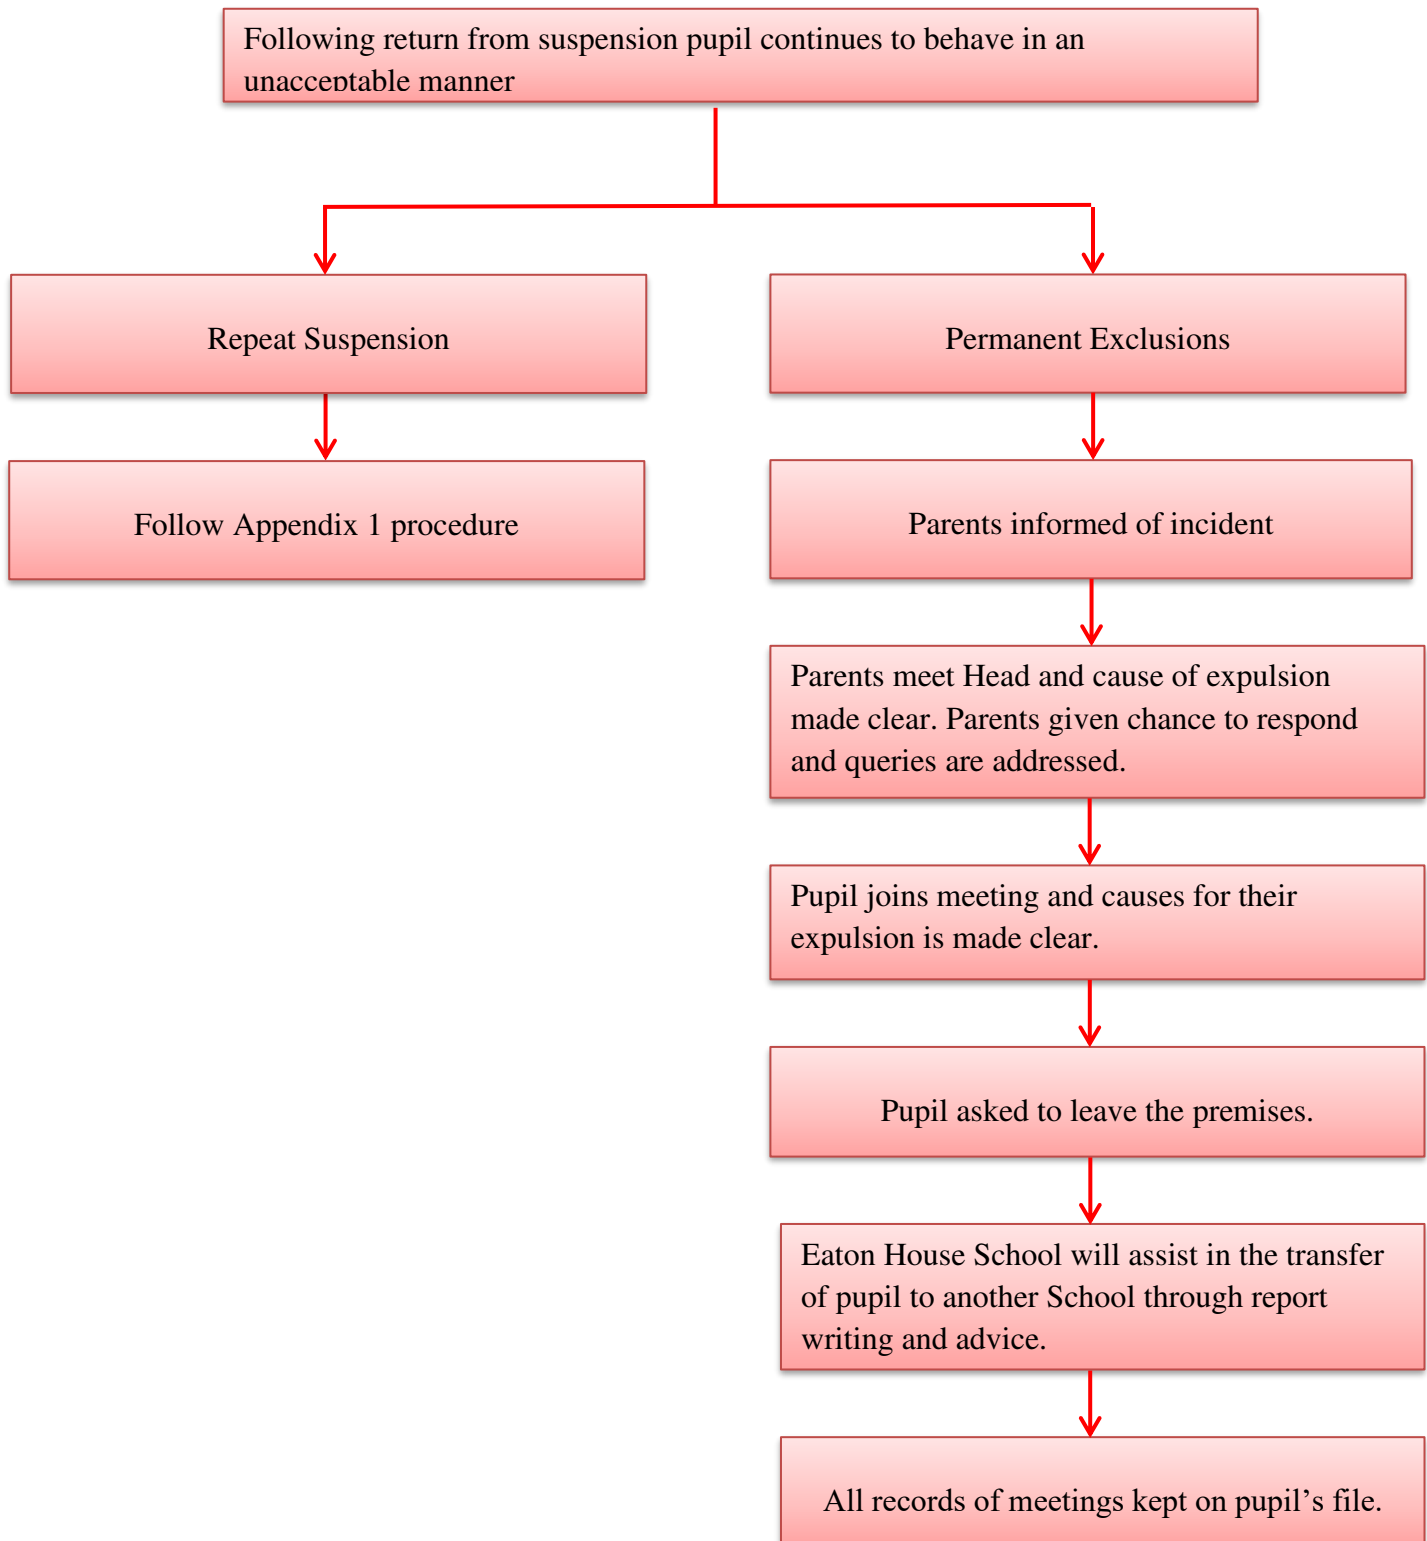 Following return from suspension pupil continues to behave in an
unacceptable manner
Repeat Suspension
Permanent Exclusions
Follow Appendix 1 procedure
Parents informed of incident
Parents meet Head and cause of expulsion
made clear. Parents given chance to respond
and queries are addressed.
Pupil joins meeting and causes for their
expulsion is made clear.
Pupil asked to leave the premises.
Eaton House School will assist in the transfer
of pupil to another School through report
writing and advice.
All records of meetings kept on pupil’s file.